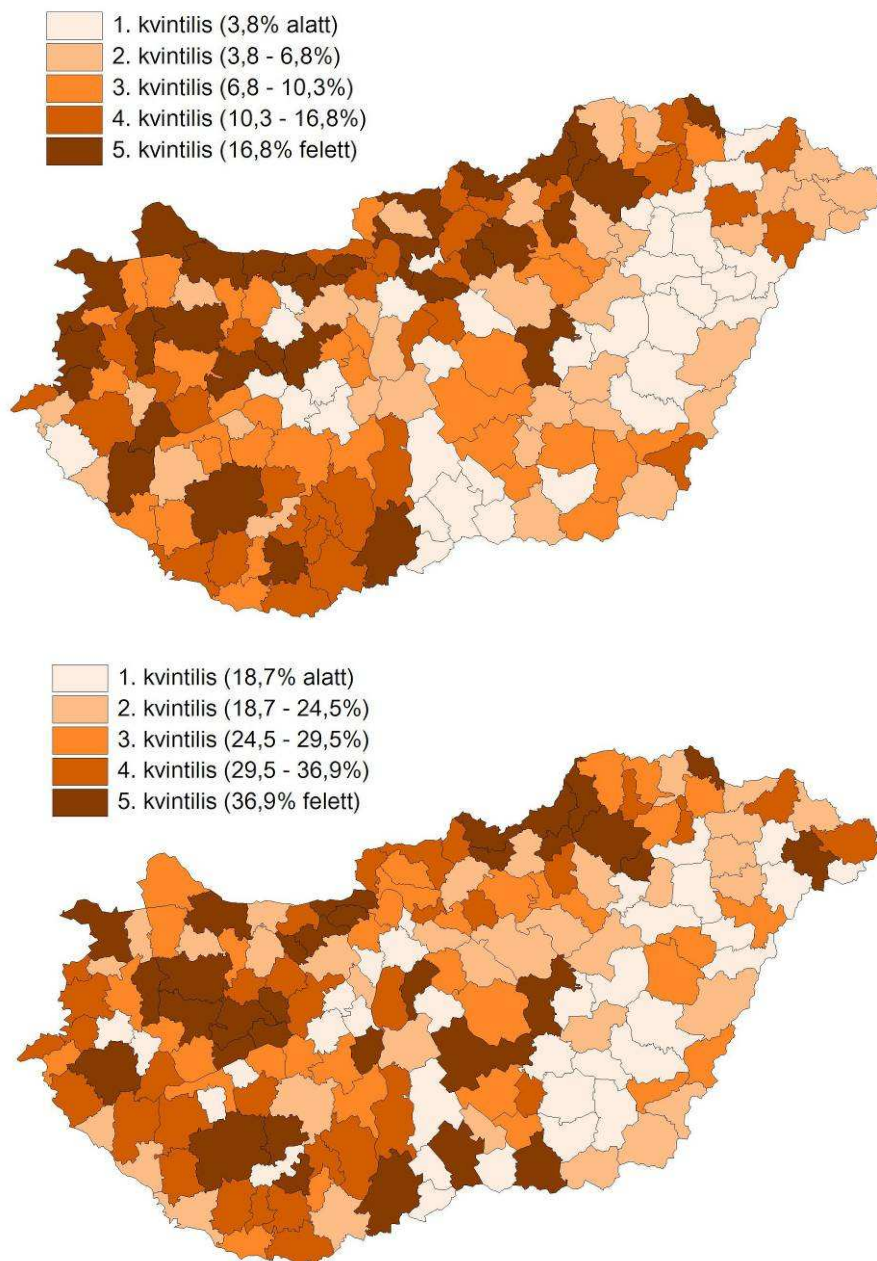 1. kvintilis (3,8% alatt)
2. kvintilis (3,8 - 6,8%)
3. kvintilis (6,8 - 10,3%)
4. kvintilis (10,3 - 16,8%)
5. kvintilis (16,8% felett)
1. kvintilis (18,7% alatt)
2. kvintilis (18,7 - 24,5%)
3. kvintilis (24,5 - 29,5%)
4. kvintilis (29,5 - 36,9%)
5. kvintilis (36,9% felett)